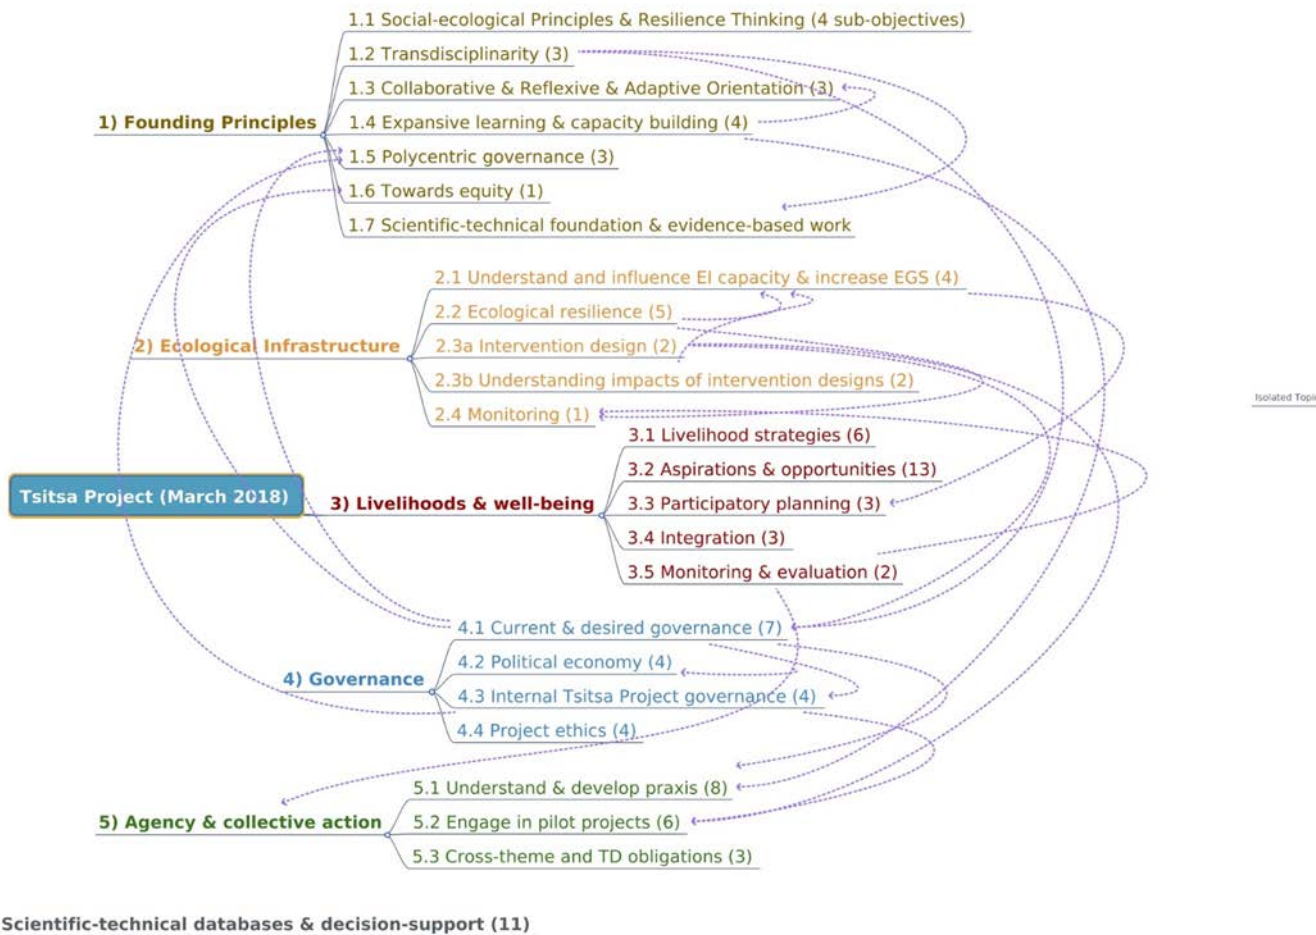 1.1 Social-ecological Principles & Resilience Thinking (4 sub-objectives)
1.2 Transdisciplinarity (3)
1.3 Collaborative & Reflexive & Adaptive Orientation (3)
1) Founding Principles
1.4 Expansive learning & capacity building (4)
1.5 Polycentric governance (3)
1.6 Towards equity (1)
1.7 Scientific-technical foundation & evidence-based work
2.1 Understand and influence EI capacity & increase EGS (4)
2.2 Ecological resilience (5)
2) Ecological Infrastructure
2.3a Intervention design (2)
2.3b Understanding impacts of intervention designs (2)
2.4 Monitoring (1)
Isolated Topic
Tsitsa Project (March 2018)
3) Livelihoods & well-being
3.1 Livelihood strategies (6)
3.2 Aspirations & opportunities (13)
3.3 Participatory planning (3)
3.4 Integration (3)
3.5 Monitoring & evaluation (2)
4.1 Current & desired governance (7)
4.2 Political economy (4)
4) Governance
4.3 Internal Tsitsa Project governance (4)
4.4 Project ethics (4)
5.1 Understand & develop praxis (8)
5) Agency & collective action
5.2 Engage in pilot projects (6)
5.3 Cross-theme and TD obligations (3)
Scientific-technical databases & decision-support (11)